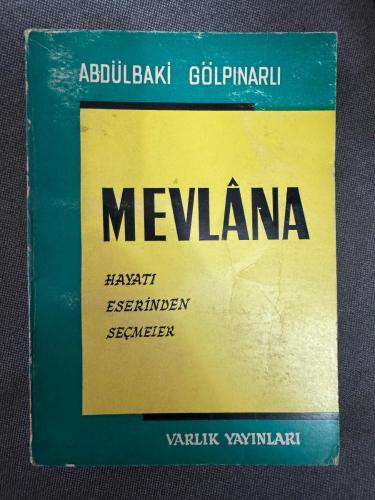 ABDÜLBAKİ GÖLPINARLI
MEVLÂNA
HAYATI
ESERİNDEN
SEÇMELER
VARLIK YAYINLARI